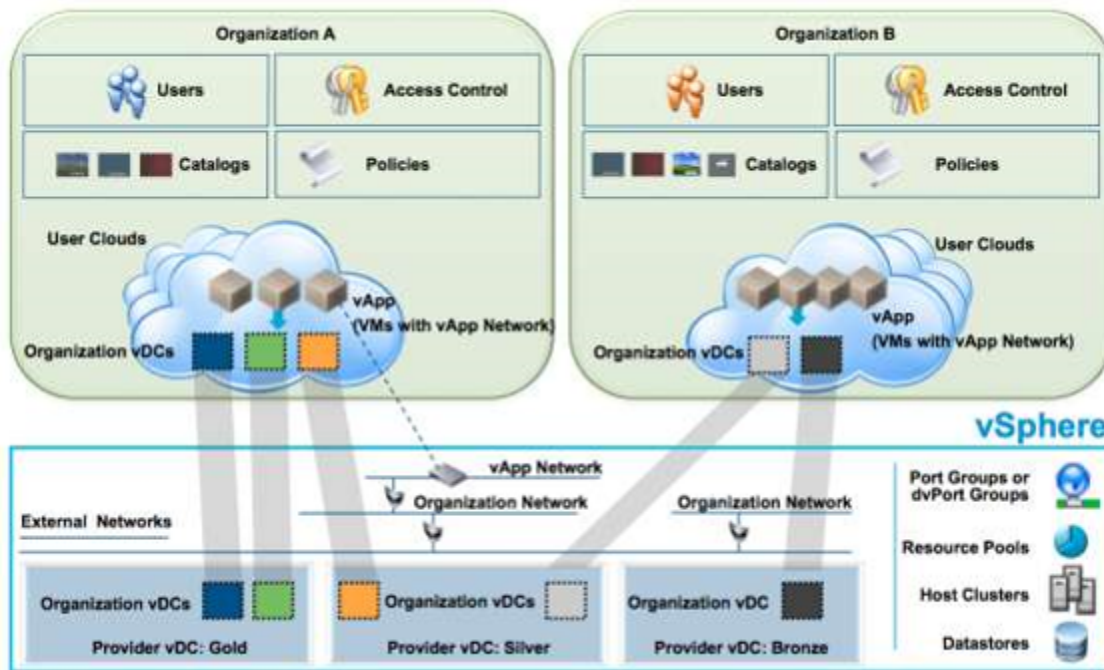 Organization A
Users
Access Control
Catalogs
Policies
User Clouds
vApp
(VMs with vApp Network)
Organization vDCs
Organization B
Users
Access Control
Catalogs
Policies
User Clouds
vApp
(VMs with vApp Network)
Organization vDCs
vSphere
vApp Network
Organization Network
Organization Network
External Networks
Organization vDCs
Provider vDC: Gold
Organization vDCs
Provider vDC: Silver
Organization vDC
Provider vDC: Bronze
Port Groups or
dvPort Groups
Resource Pools
Host Clusters
Datastores